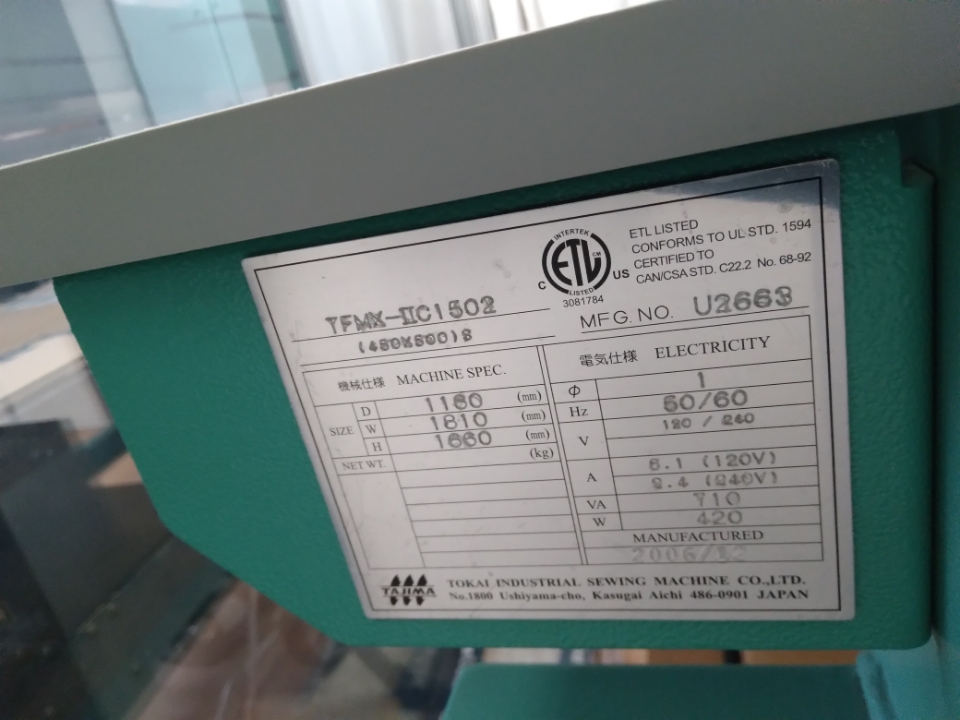 INTERTEK
ETL CM
LISTED
C US
3081784
ETL LISTED
CONFORMS TO UL STD. 1594
CERTIFIED TO
CAN/CSA STD. C22.2 No. 68-92
TFMX-IIC1502
(450X500)S
MFG. NO. U2663
機械仕様 MACHINE SPEC.
SIZE
D 1160 (mm)
W 1810 (mm)
H 1660 (mm)
NET WT. (kg)
電気仕様 ELECTRICITY
Φ 1
Hz 50/60
V 120 / 240
A 6.1 (120V)
(240V)
VA 710
W 420
MANUFACTURED
2006/12
TAJIMA
TOKAI INDUSTRIAL SEWING MACHINE CO.,LTD.
No.1800 Ushiyama-cho, Kasugai Aichi 486-0901 JAPAN